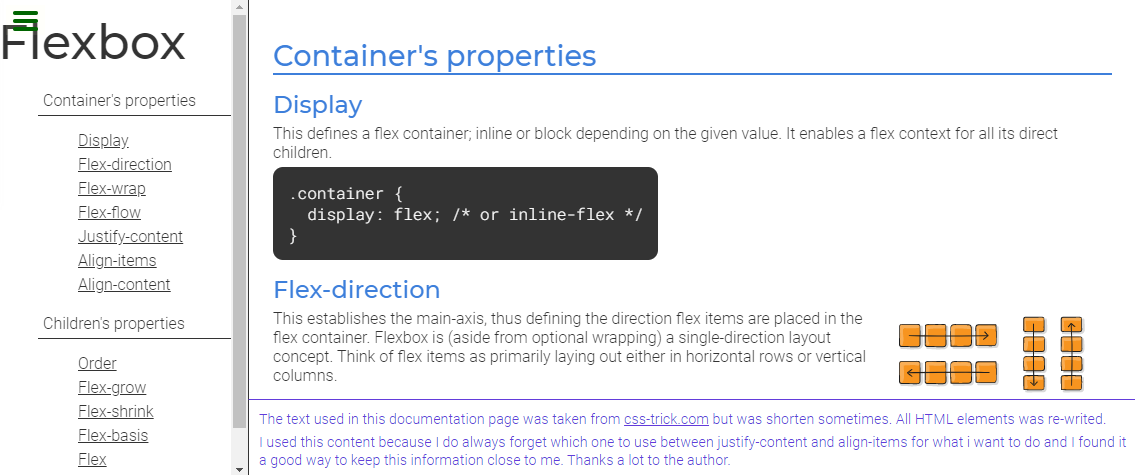 Flexbox
Container's properties
Display
Flex-direction
Flex-wrap
Flex-flow
Justify-content
Align-items
Align-content
Children's properties
Order
Flex-grow
Flex-shrink
Flex-basis
Flex
Container's properties
Display
This defines a flex container; inline or block depending on the given value. It enables a flex context for all its direct
children.
.container {
  display: flex; /* or inline-flex */
}
Flex-direction
This establishes the main-axis, thus defining the direction flex items are placed in the
flex container. Flexbox is (aside from optional wrapping) a single-direction layout
concept. Think of flex items as primarily laying out either in horizontal rows or vertical
columns.
The text used in this documentation page was taken from css-trick.com but was shorten sometimes. All HTML elements was re-writed.
I used this content because I do always forget which one to use between justify-content and align-items for what i want to do and I found it
a good way to keep this information close to me. Thanks a lot to the author.